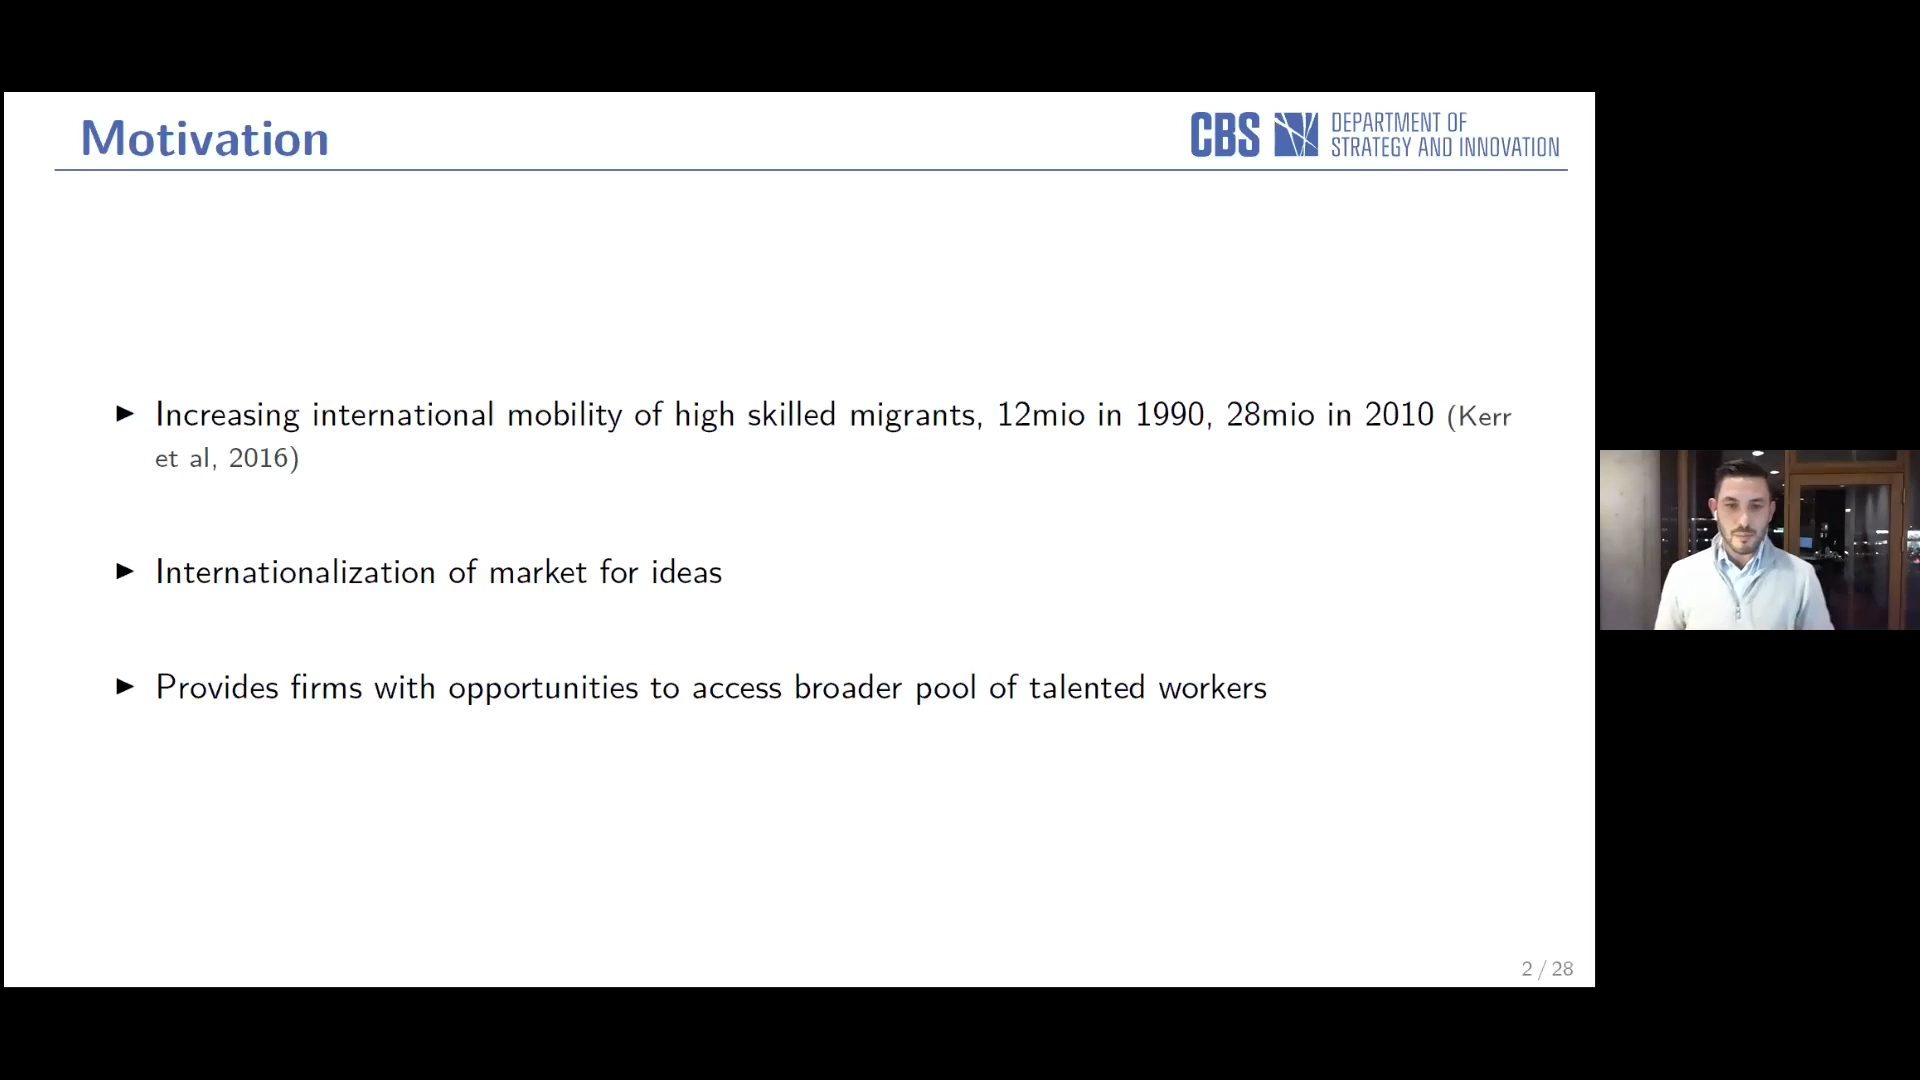 Motivation
CBS DEPARTMENT OF
STRATEGY AND INNOVATION
▶ Increasing international mobility of high skilled migrants, 12mio in 1990, 28mio in 2010 (Kerr
et al, 2016)
▶ Internationalization of market for ideas
▶ Provides firms with opportunities to access broader pool of talented workers
2 / 28